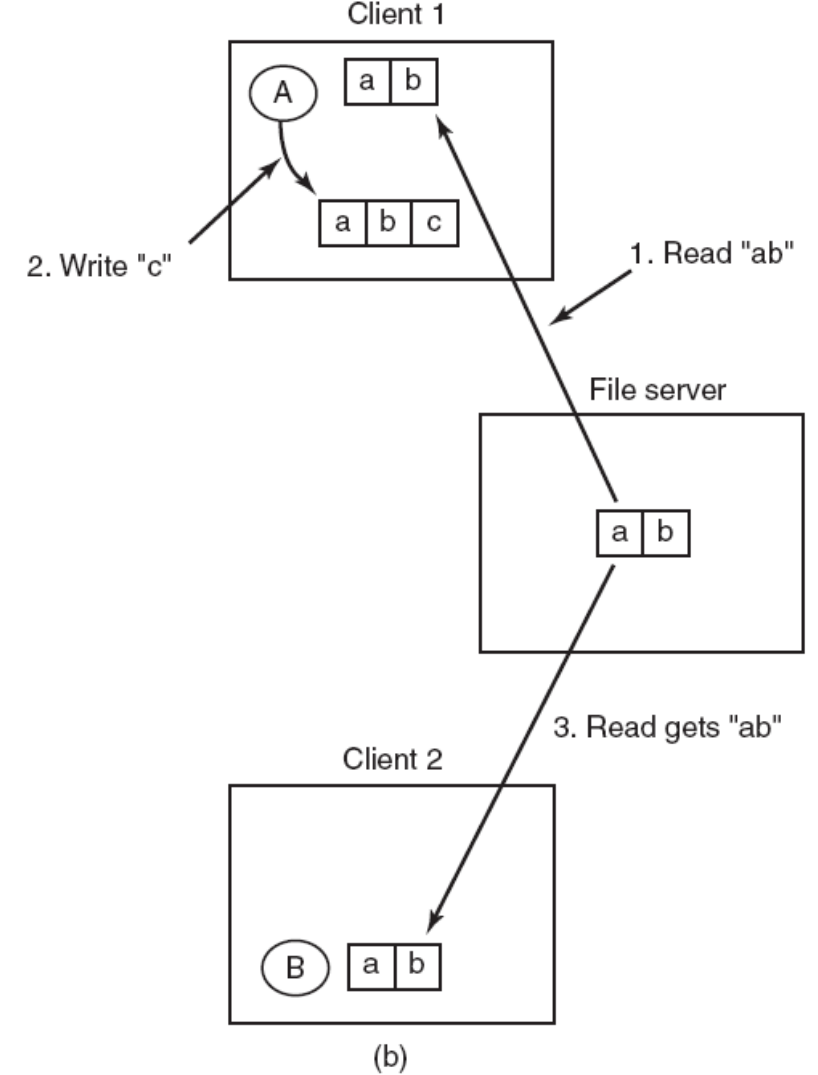 Client 1
A
a b
a b c
2. Write "c"
1. Read "ab"
File server
a b
3. Read gets "ab"
Client 2
B
a b
(b)